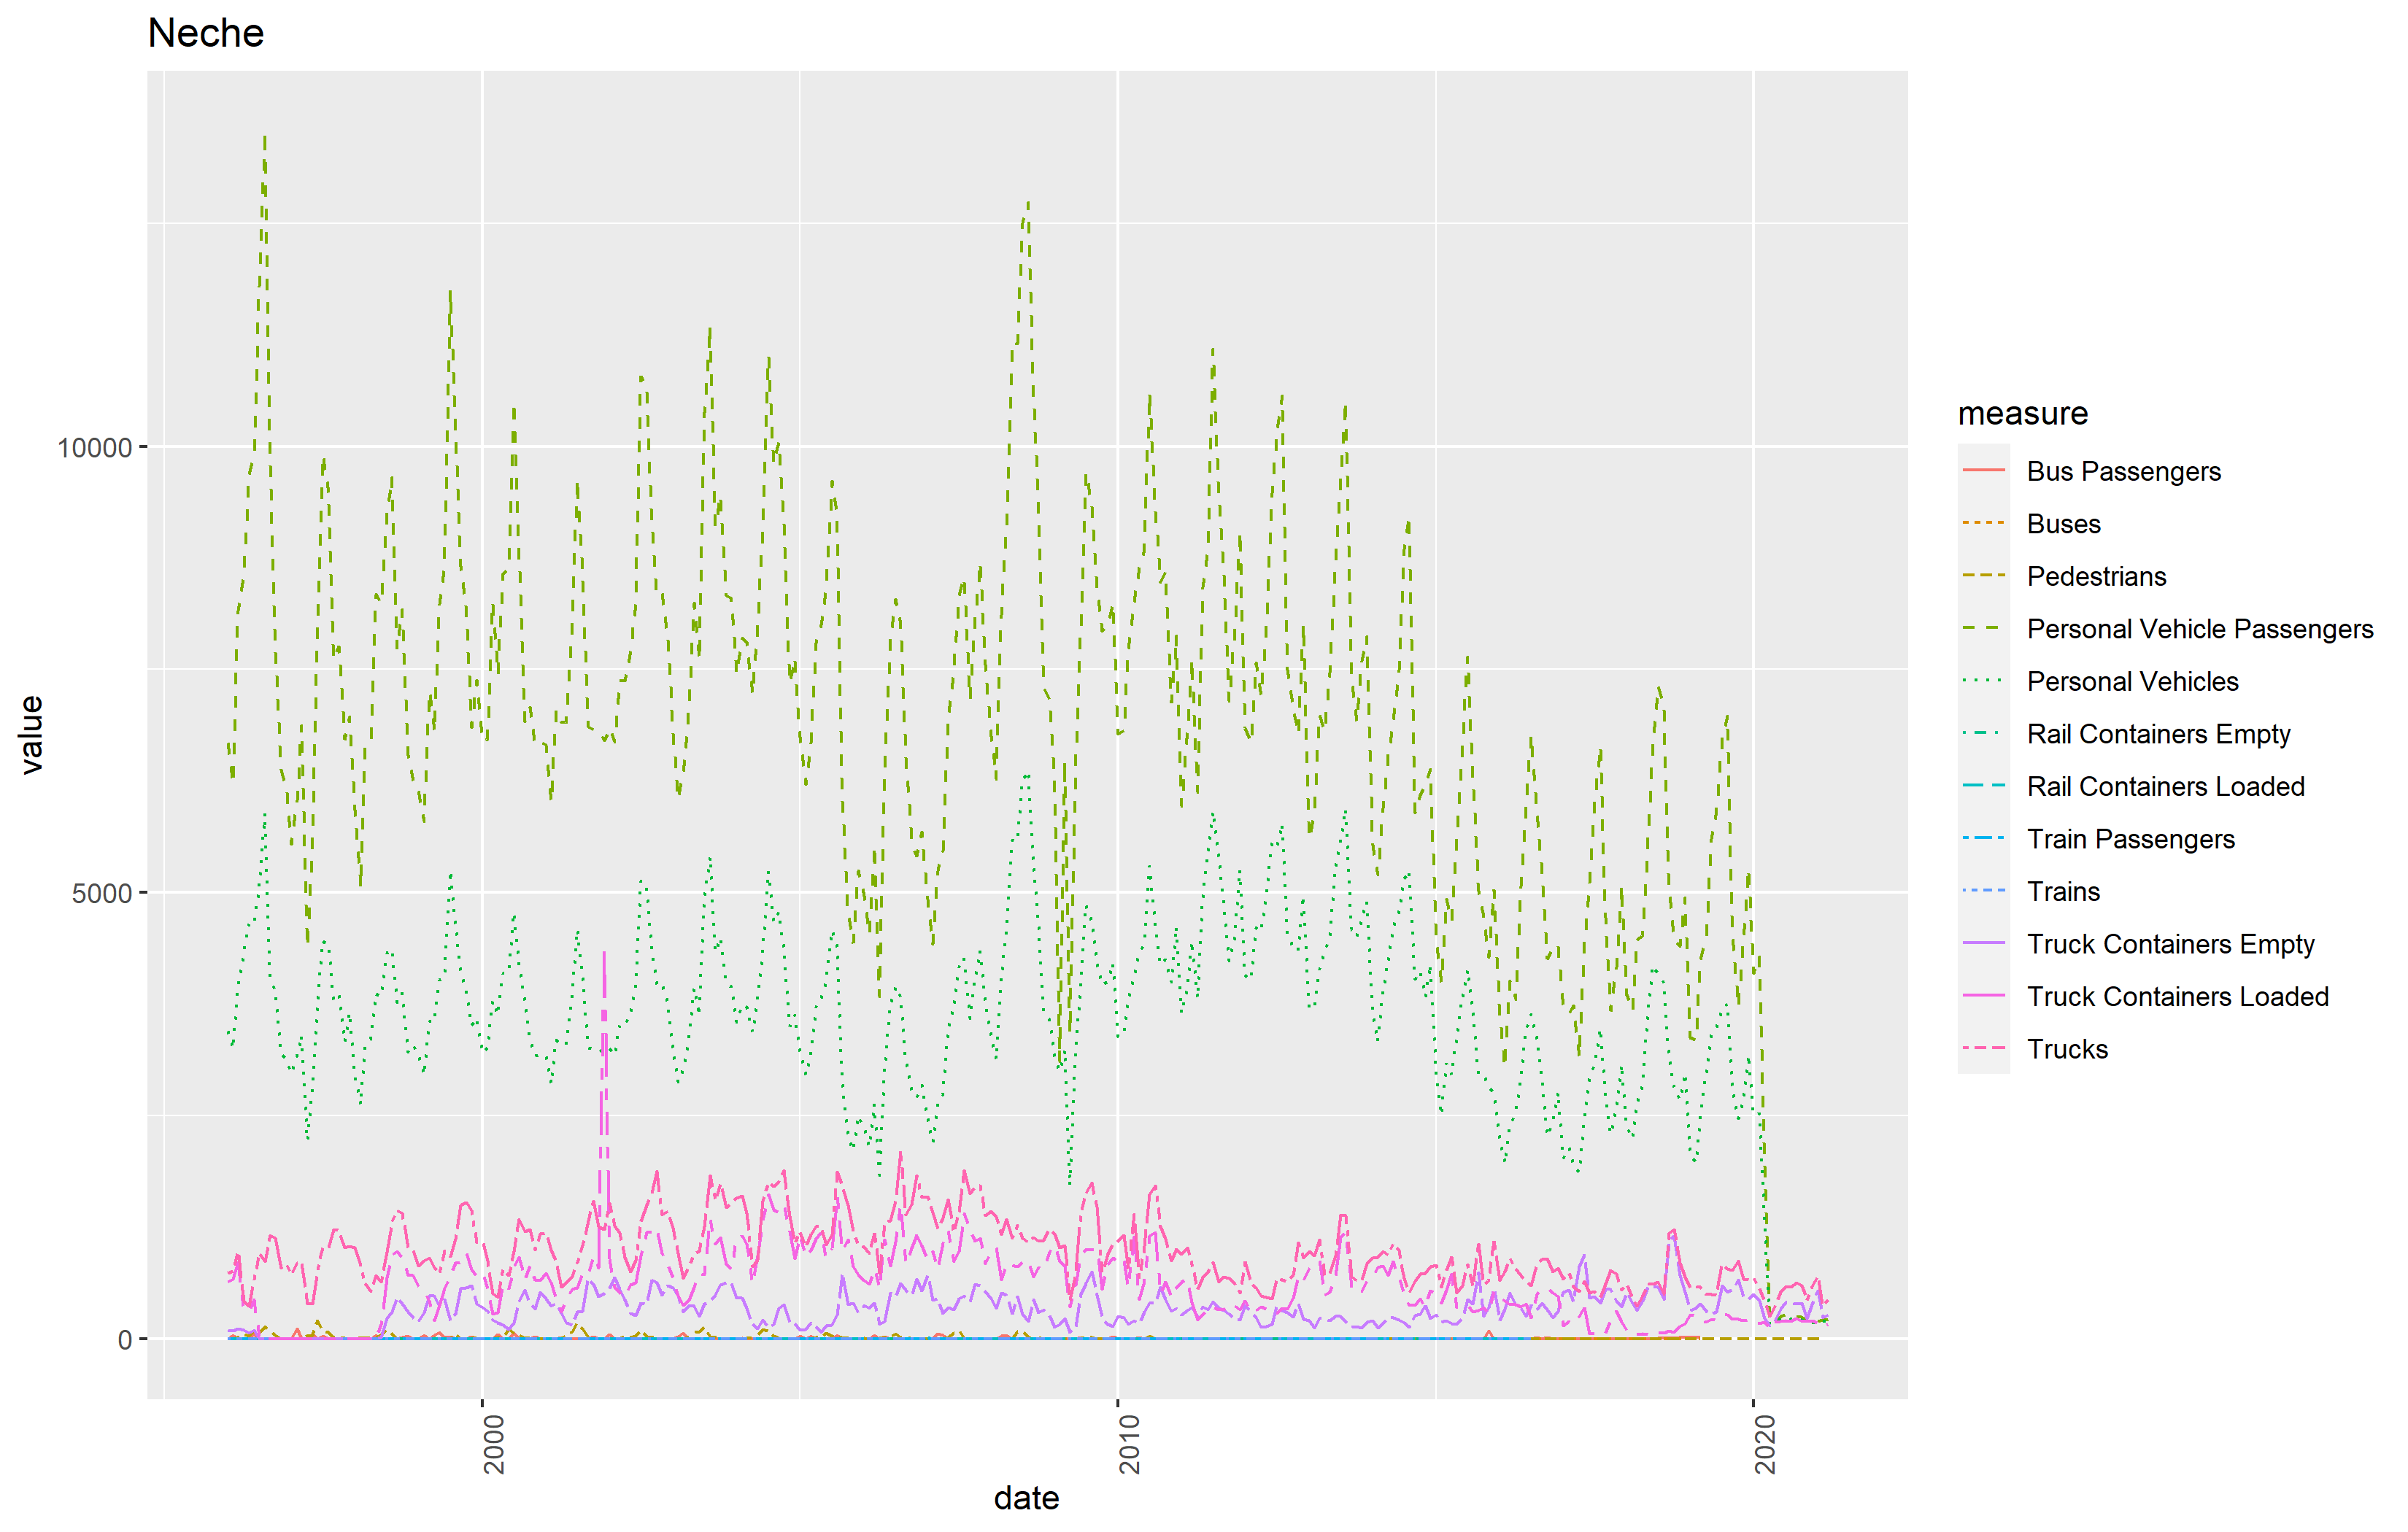 Neche
value
10000
5000
0
2000
2010
2020
date
measure
Bus Passengers
Buses
Pedestrians
Personal Vehicle Passengers
Personal Vehicles
Rail Containers Empty
Rail Containers Loaded
Train Passengers
Trains
Truck Containers Empty
Truck Containers Loaded
Trucks